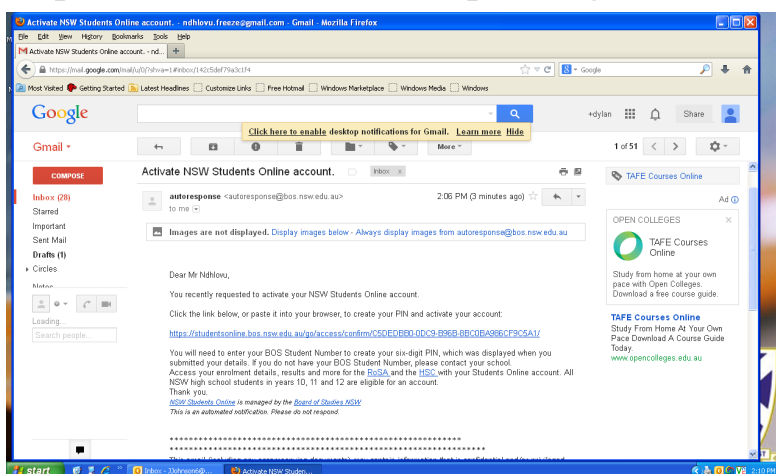 Activate NSW Students Online account. - ndhlovu.freeze@gmail.com - Gmail - Mozilla Firefox
File Edit View History Bookmarks Tools Help
Activate NSW Students Online account. - nd...
https://mail.google.com/mail/u/0/?shva=1#inbox/142c5daf79a3c1f4
Google
Most Visited Getting Started Latest Headlines Customize Links Free Hotmail Windows Marketplace Windows Media Windows
Google
+dylan Share
Click here to enable desktop notifications for Gmail. Learn more Hide
Gmail More 1 of 51
COMPOSE
Inbox (28)
Starred
Important
Sent Mail
Drafts (1)
Circles
Notes
Loading...
Search people...
Activate NSW Students Online account. Inbox x
autoresponse <autoresponse@bos.nsw.edu.au> 2:06 PM (3 minutes ago)
to me
Images are not displayed. Display images below - Always display images from autoresponse@bos.nsw.edu.au
Dear Mr Ndhlovu,
You recently requested to activate your NSW Students Online account.
Click the link below, or paste it into your browser, to create your PIN and activate your account:
https://studentsonline.bos.nsw.edu.au/go/access/confirm/C5DEDBB0-0DC9-B96B-8BC0BA986CF9C5A1/
You will need to enter your BOS Student Number to create your six-digit PIN, which was displayed when you
submitted your details. If you do not have your BOS Student Number, please contact your school.
Access your enrolment details, results and more for the RoSA and the HSC with your Students Online account. All
NSW high school students in years 10, 11 and 12 are eligible for an account.
Thank you.
NSW Students Online is managed by the Board of Studies NSW
This is an automated notification. Please do not respond.
************************************************************
TAFE Courses Online
Ad
OPEN COLLEGES
TAFE Courses
Online
Study from home at your own
pace with Open Colleges.
Download a free course guide.
TAFE Courses Online
Study From Home At Your Own
Pace Download A Course Guide
Today.
www.opencolleges.edu.au
start Inbox - JJohnson6@... Activate NSW Studen... 2:10 PM